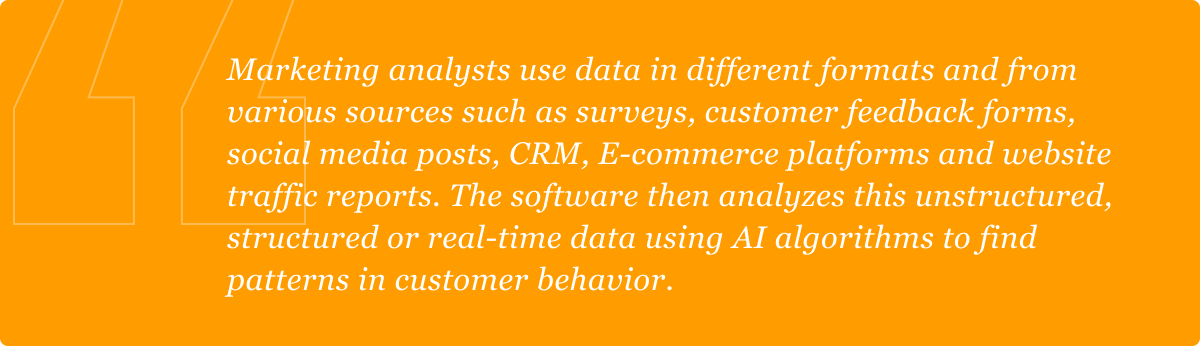 Marketing analysts use data in different formats and from
various sources such as surveys, customer feedback forms,
social media posts, CRM, E-commerce platforms and website
traffic reports. The software then analyzes this unstructured,
structured or real-time data using AI algorithms to find
patterns in customer behavior.